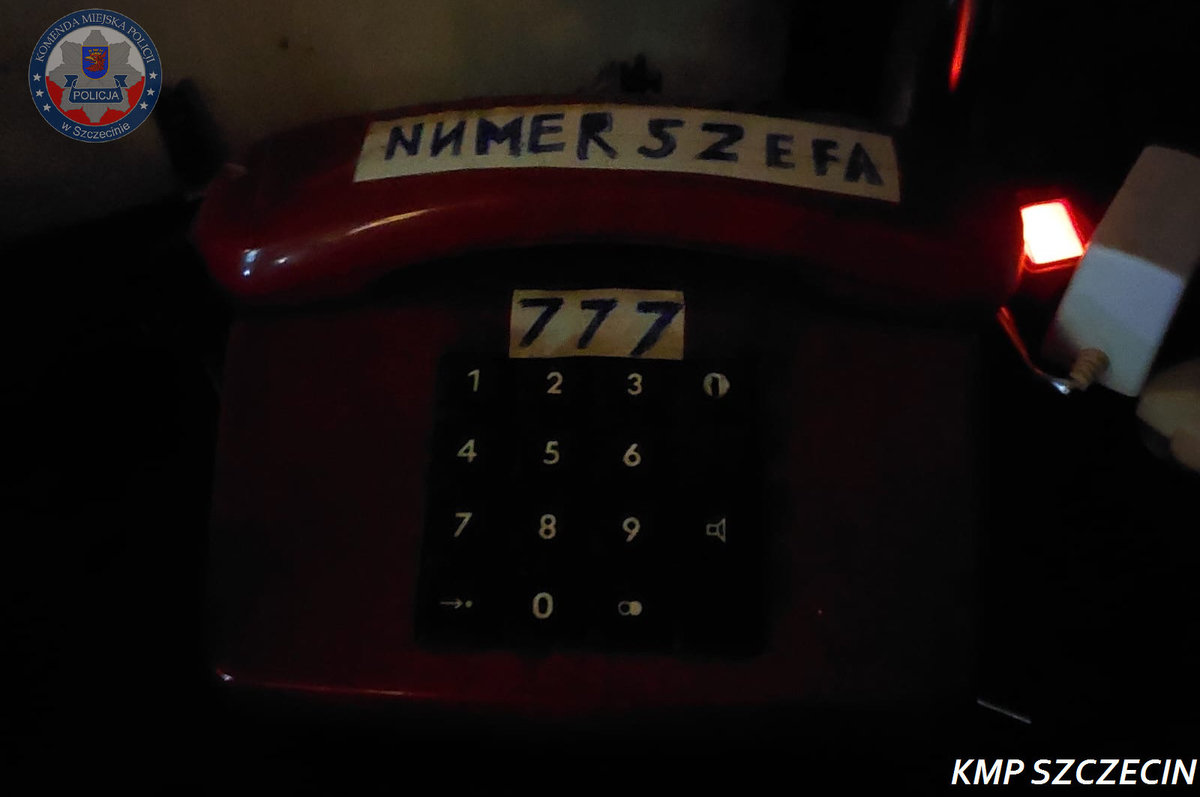 KOMENDA MIEJSKA POLICJI
POLICJA
w Szczecinie
NИMER SZEFA
777
1 2 3
4 5 6
7 8 9
0
KMP SZCZECIN